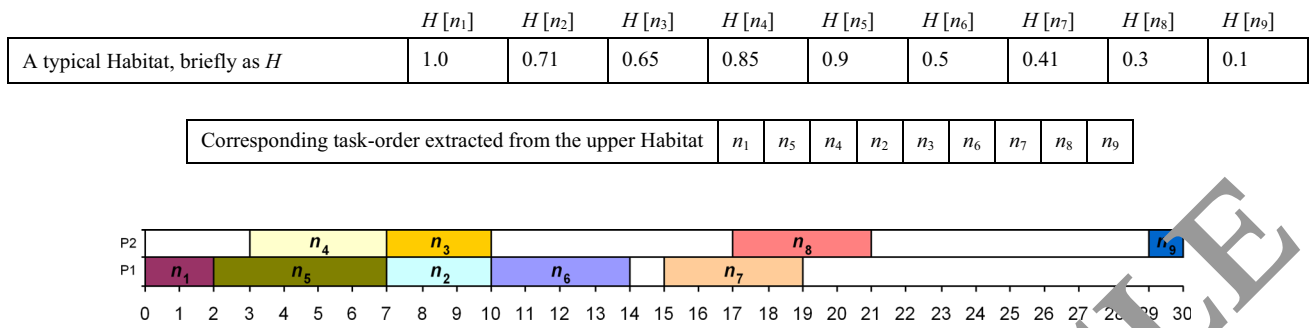 H [n1] H [n2] H [n3] H [n4] H [n5] H [n6] H [n7] H [n8] H [n9]
A typical Habitat, briefly as H 1.0 0.71 0.65 0.85 0.9 0.5 0.41 0.3 0.1
Corresponding task-order extracted from the upper Habitat n1 n5 n4 n2 n3 n6 n7 n8 n9
P2 n4 n3 n8 n9
P1 n1 n5 n2 n6 n7
0 1 2 3 4 5 6 7 8 9 10 11 12 13 14 15 16 17 18 19 20 21 22 23 24 25 26 27 28 29 30
LE